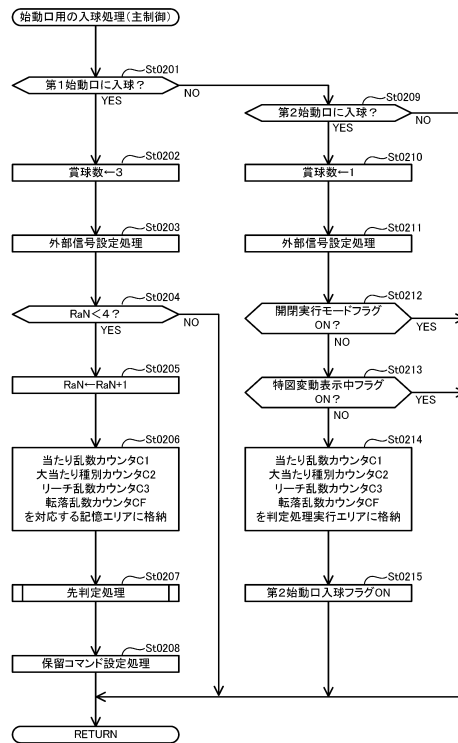 始動口用の入球処理(主制御)
St0201
第1始動口に入球？
YES
NO
St0202
賞球数←3
St0203
外部信号設定処理
St0204
RaN＜4？
YES
NO
St0205
RaN←RaN+1
St0206
当たり乱数カウンタC1
大当たり種別カウンタC2
リーチ乱数カウンタC3
転落乱数カウンタCF
を対応する記憶エリアに格納
St0207
先判定処理
St0208
保留コマンド設定処理
RETURN
St0209
第2始動口に入球？
YES
NO
St0210
賞球数←1
St0211
外部信号設定処理
St0212
開閉実行モードフラグ
ON？
YES
NO
St0213
特図変動表示中フラグ
ON？
YES
NO
St0214
当たり乱数カウンタC1
大当たり種別カウンタC2
リーチ乱数カウンタC3
転落乱数カウンタCF
を判定処理実行エリアに格納
St0215
第2始動口入球フラグON